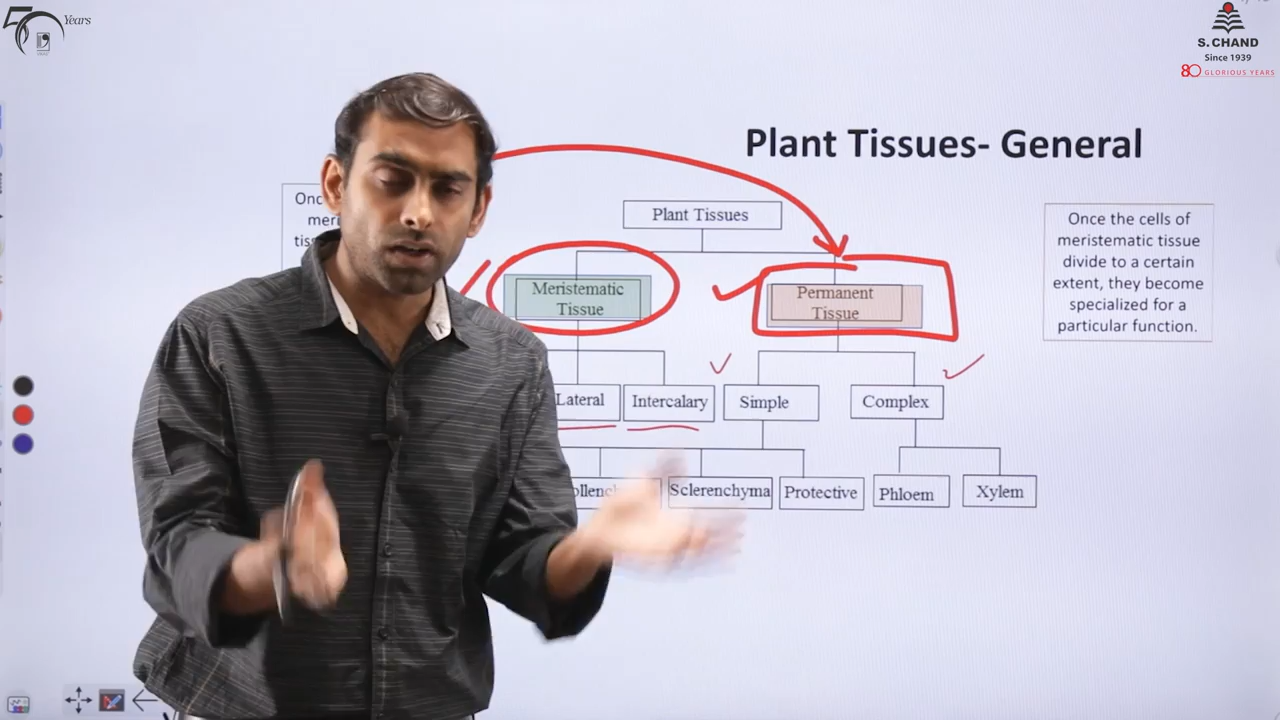 50 Years
S. CHAND
Since 1939
80 GLORIOUS YEARS
Plant Tissues- General
Plant Tissues
Once the cells of
meristematic tissue
divide to a certain
extent, they become
specialized for a
particular function.
Meristematic
Tissue
Permanent
Tissue
Lateral
Intercalary
Simple
Complex
Sclerenchyma
Protective
Phloem
Xylem